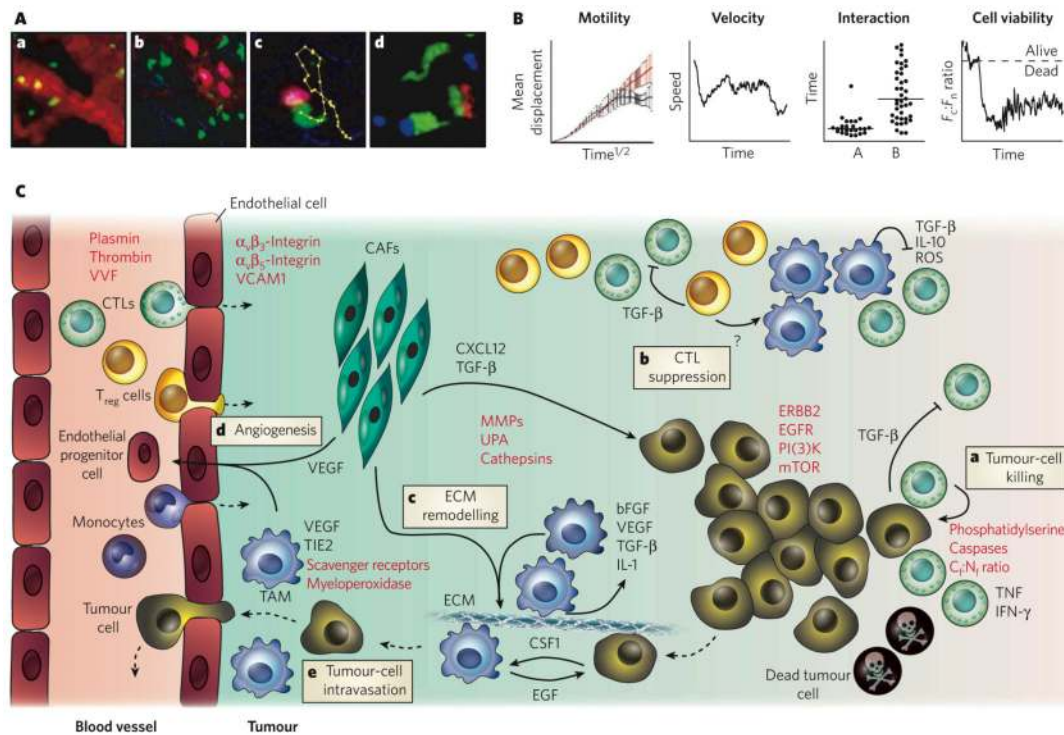 A
a
b
c
d
B
Motility
Mean
displacement
Time1/2
Velocity
Speed
Time
Interaction
Time
A
B
Cell viability
Fc:Fn ratio
Alive
Dead
Time
C
Endothelial cell
Plasmin
Thrombin
VVF
CTLs
αvβ3-Integrin
αvβ5-Integrin
VCAM1
CAFs
Treg cells
d Angiogenesis
Endothelial
progenitor
cell
VEGF
Monocytes
VEGF
TIE2
Scavenger receptors
Myeloperoxidase
TAM
Tumour
cell
e Tumour-cell
intravasation
CXCL12
TGF-β
MMPs
UPA
Cathepsins
c ECM
remodelling
bFGF
VEGF
TGF-β
IL-1
ECM
CSF1
EGF
TGF-β
b CTL
suppression
?
TGF-β
IL-10
ROS
ERBB2
EGFR
PI(3)K
mTOR
TGF-β
a Tumour-cell
killing
Phosphatidylserine
Caspases
Cf:Nf ratio
TNF
IFN-γ
Dead tumour
cell
Blood vessel
Tumour